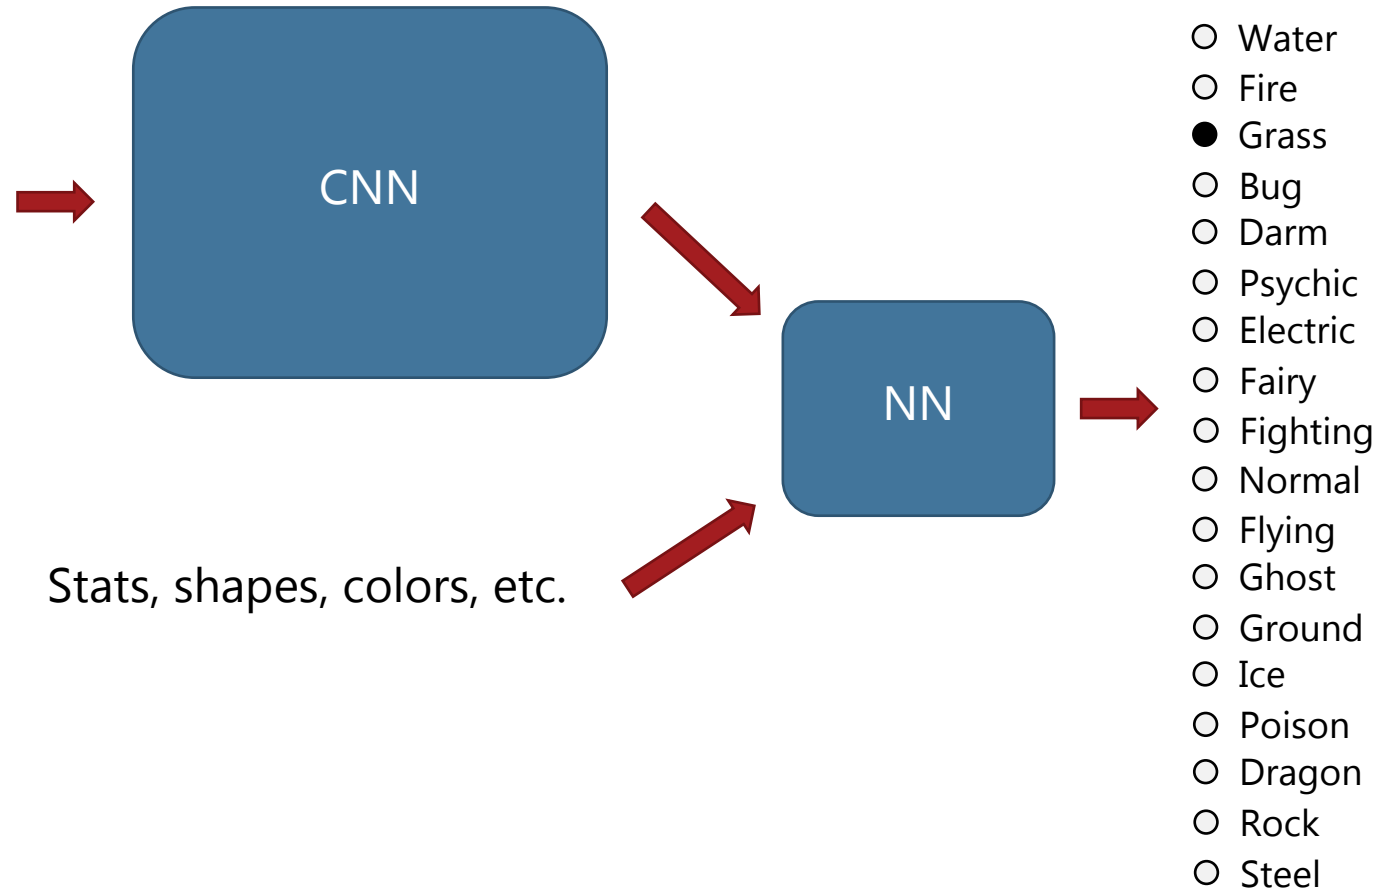 CNN
NN
Stats, shapes, colors, etc.
Water
Fire
Grass
Bug
Darm
Psychic
Electric
Fairy
Fighting
Normal
Flying
Ghost
Ground
Ice
Poison
Dragon
Rock
Steel